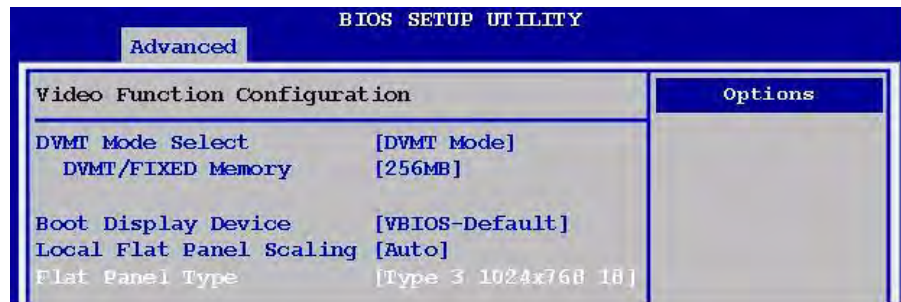 BIOS SETUP UTILITY
Advanced
Video Function Configuration
Options
DVMT Mode Select [DVMT Mode]
DVMT/FIXED Memory [256MB]
Boot Display Device [VBIOS-Default]
Local Flat Panel Scaling [Auto]
Flat Panel Type [Type 3 1024x768 18]